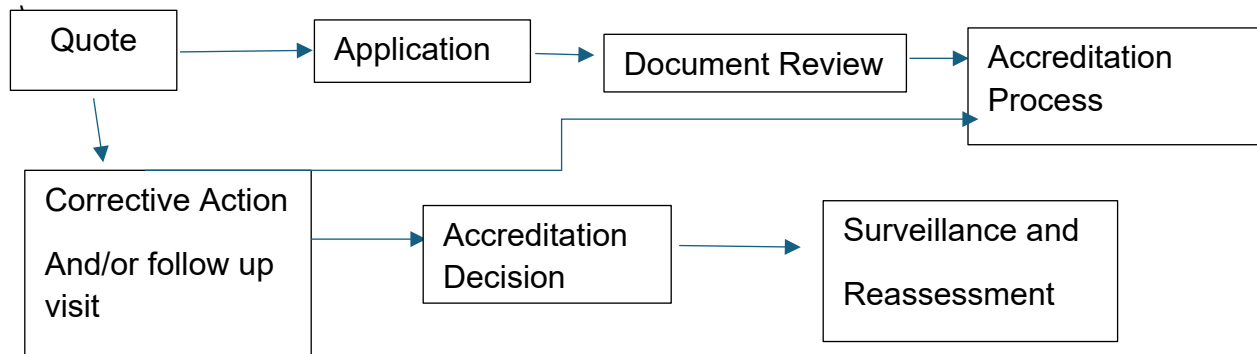 Quote
Application
Document Review
Accreditation
Process
Corrective Action
And/or follow up
visit
Accreditation
Decision
Surveillance and
Reassessment